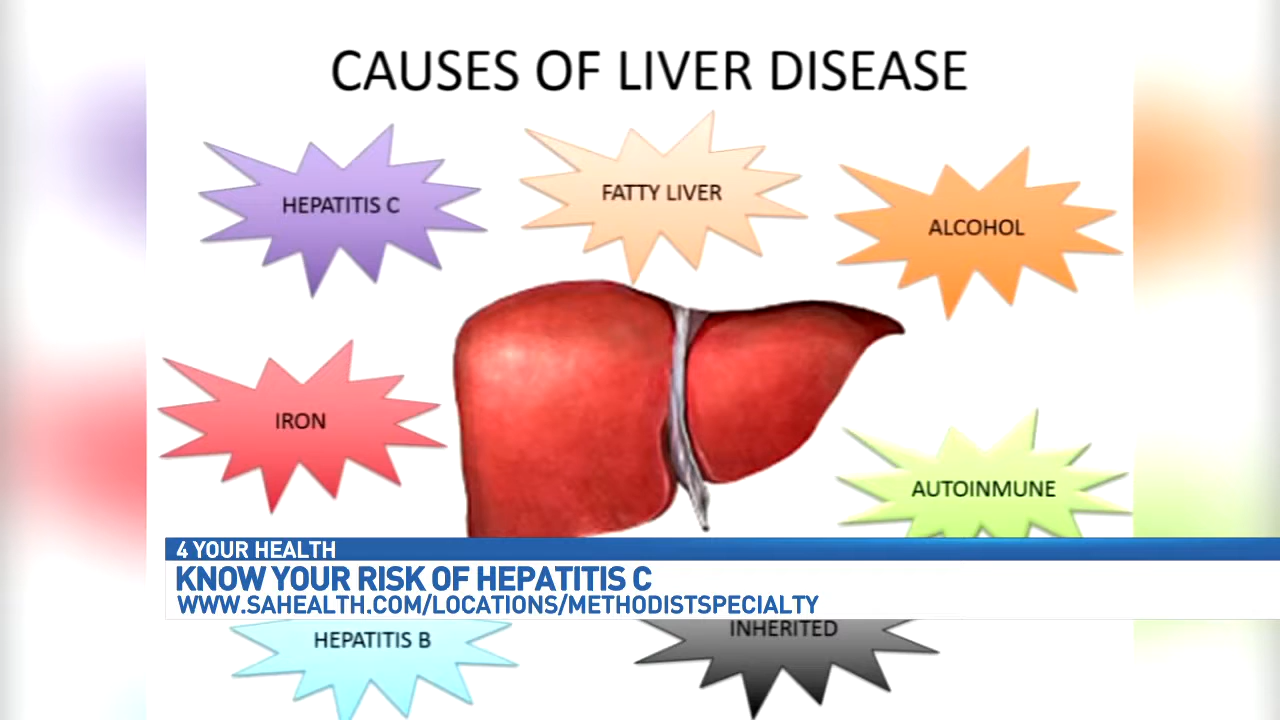 CAUSES OF LIVER DISEASE
HEPATITIS C
FATTY LIVER
ALCOHOL
IRON
AUTOINMUNE
4 YOUR HEALTH
KNOW YOUR RISK OF HEPATITIS C
WWW.SAHEALTH.COM/LOCATIONS/METHODISTSPECIALTY
HEPATITIS B
INHERITED